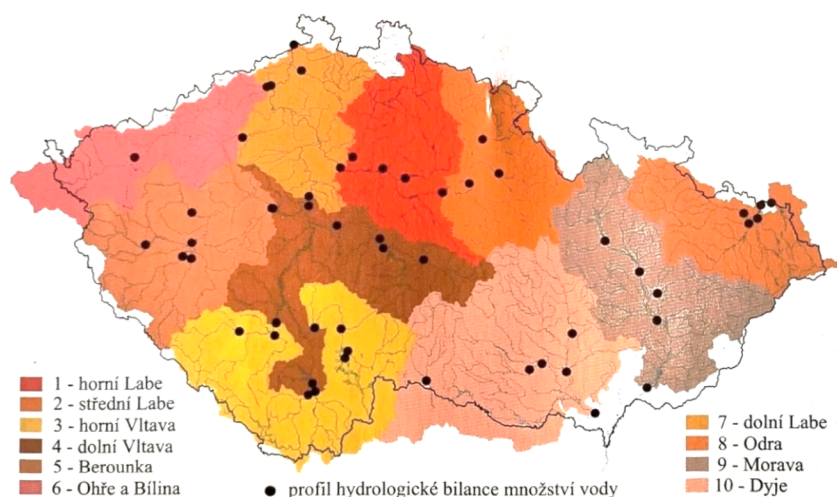 1 - horní Labe
2 - střední Labe
3 - horní Vltava
4 - dolní Vltava
5 - Berounka
6 - Ohře a Bílina
profil hydrologické bilance množství vody
7 - dolní Labe
8 - Odra
9 - Morava
10 - Dyje